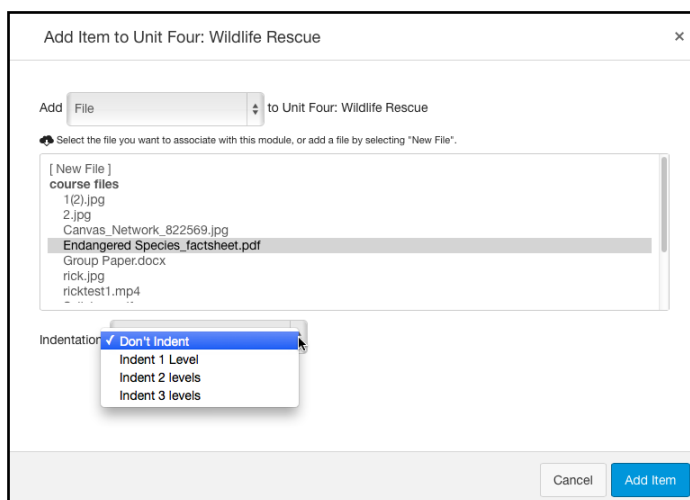 Add Item to Unit Four: Wildlife Rescue
×
Add File to Unit Four: Wildlife Rescue
Select the file you want to associate with this module, or add a file by selecting "New File".
[ New File ]
course files
1(2).jpg
2.jpg
Canvas_Network_822569.jpg
Endangered Species_factsheet.pdf
Group Paper.docx
rick.jpg
ricktest1.mp4
Indentation
✓ Don't Indent
Indent 1 Level
Indent 2 levels
Indent 3 levels
Cancel Add Item